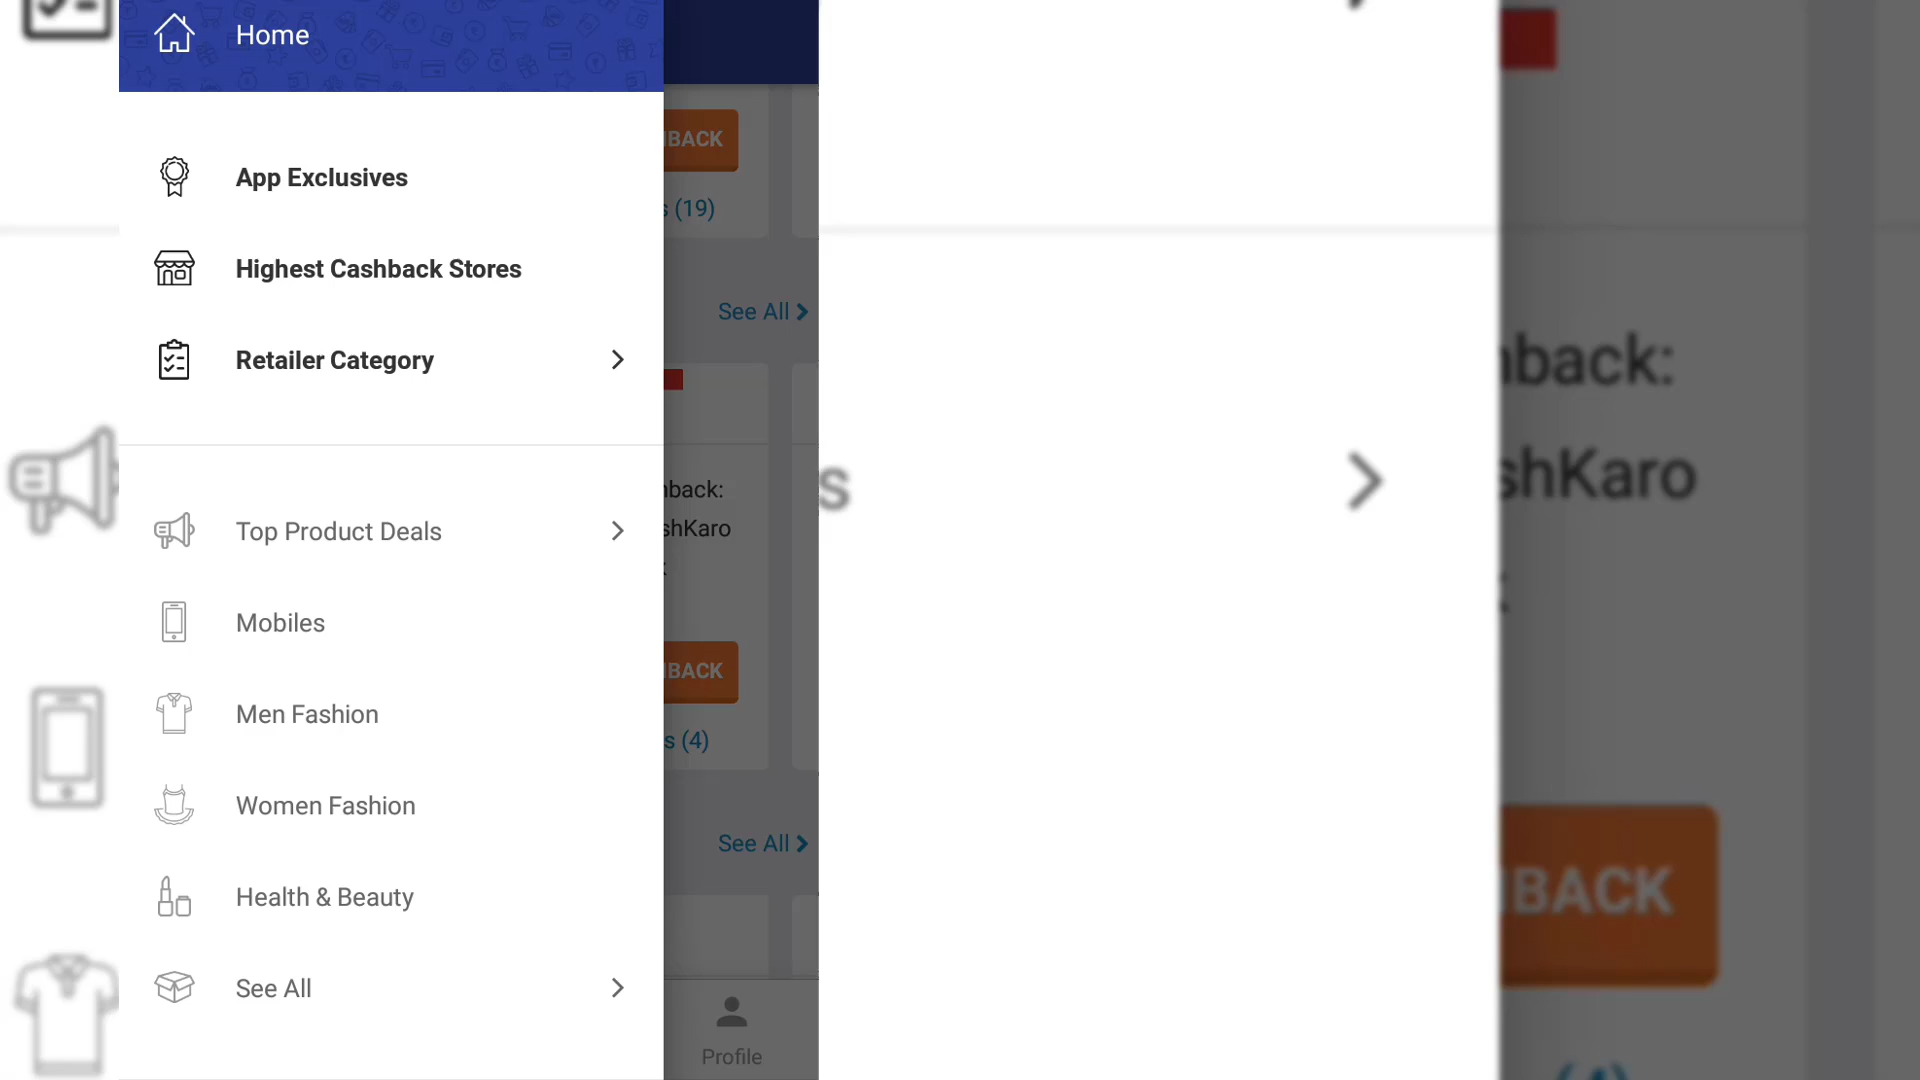 Home
App Exclusives
Highest Cashback Stores
Retailer Category
Top Product Deals
Mobiles
Men Fashion
Women Fashion
Health & Beauty
See All
BACK
s (19)
See All
back:
shKaro
BACK
s (4)
See All
Profile
s
back:
shKaro
BACK